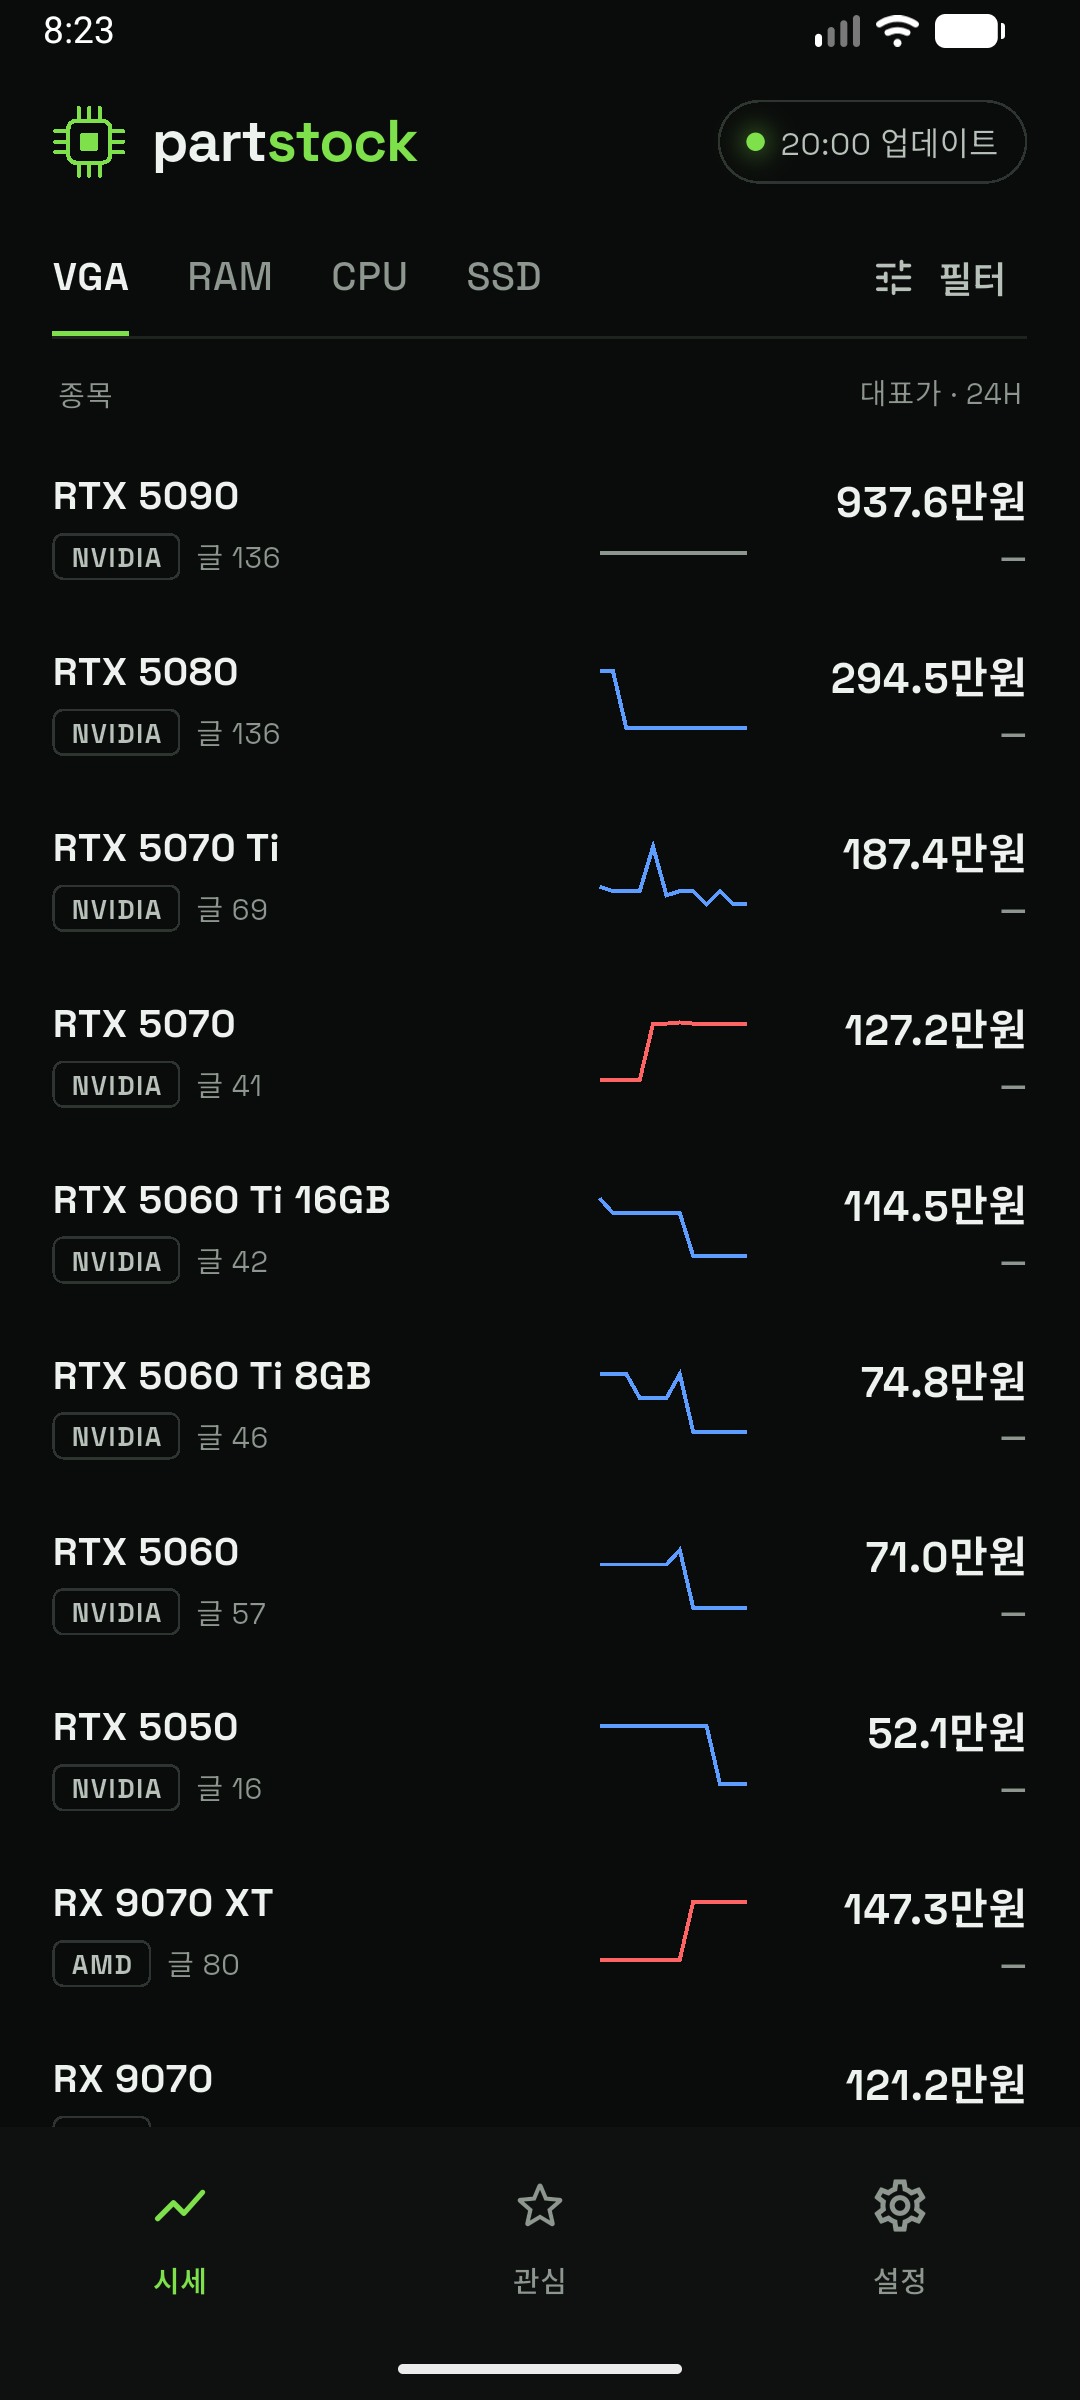 8:23
partstock
20:00 업데이트
VGA RAM CPU SSD 필터
종목 대표가 · 24H
RTX 5090 937.6만원
NVIDIA 글 136 —
RTX 5080 294.5만원
NVIDIA 글 136 —
RTX 5070 Ti 187.4만원
NVIDIA 글 69 —
RTX 5070 127.2만원
NVIDIA 글 41 —
RTX 5060 Ti 16GB 114.5만원
NVIDIA 글 42 —
RTX 5060 Ti 8GB 74.8만원
NVIDIA 글 46 —
RTX 5060 71.0만원
NVIDIA 글 57 —
RTX 5050 52.1만원
NVIDIA 글 16 —
RX 9070 XT 147.3만원
AMD 글 80 —
RX 9070 121.2만원
시세 관심 설정